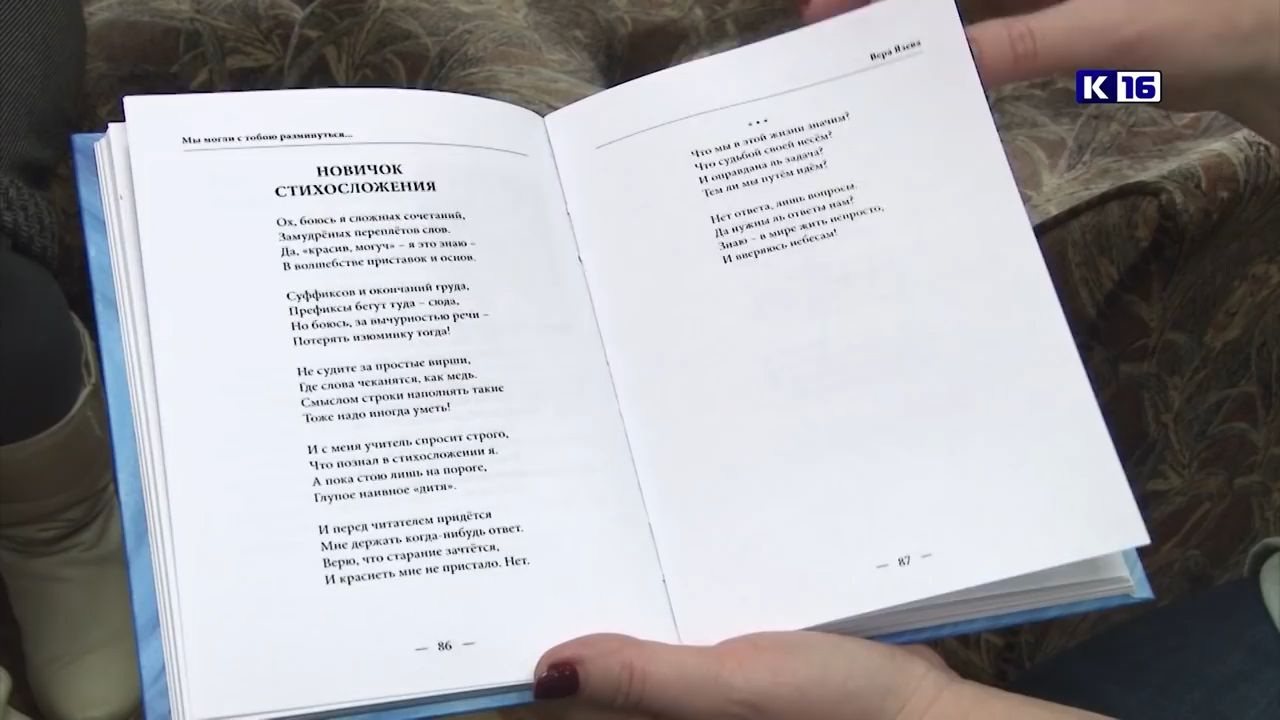 К 16
Мы могли с тобою разминуться...
НОВИЧОК
СТИХОСЛОЖЕНИЯ
Ох, боюсь я сложных сочетаний,
Замудрёных переплётов слов.
Да, «красив, могуч» – я это знаю –
В волшебстве приставок и основ.
Суффиксов и окончаний груда,
Префиксы бегут туда – сюда,
Но боюсь, за вычурностью речи –
Потерять изюминку тогда!
Не судите за простые вирши,
Где слова чеканятся, как медь.
Смыслом строки наполнять такие
Тоже надо иногда уметь!
И с меня учитель спросит строго,
Что познал в стихосложении я.
А пока стою лишь на пороге,
Глупое наивное «дитя».
И перед читателем придётся
Мне держать когда-нибудь ответ.
Верю, что старание зачтётся,
И краснеть мне не пристало. Нет.
— 86 —
Вера
* * *
Что мы в этой жизни значим?
Что судьбой своей несём?
И оправдана ль задача?
Тем ли мы путём идём?
Нет ответа, лишь вопросы.
Да нужны ль ответы нам?
Знаю – в мире жить непросто,
И вверяюсь небесам!
— 87 —